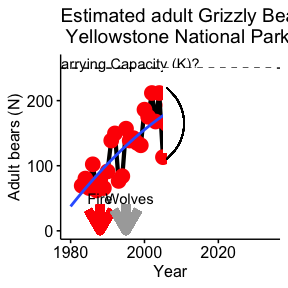 Estimated adult Grizzly Bea
Yellowstone National Park
arrying Capacity (K)?
200
100
0
Adult bears (N)
Fire
Wolves
1980
2000
2020
Year